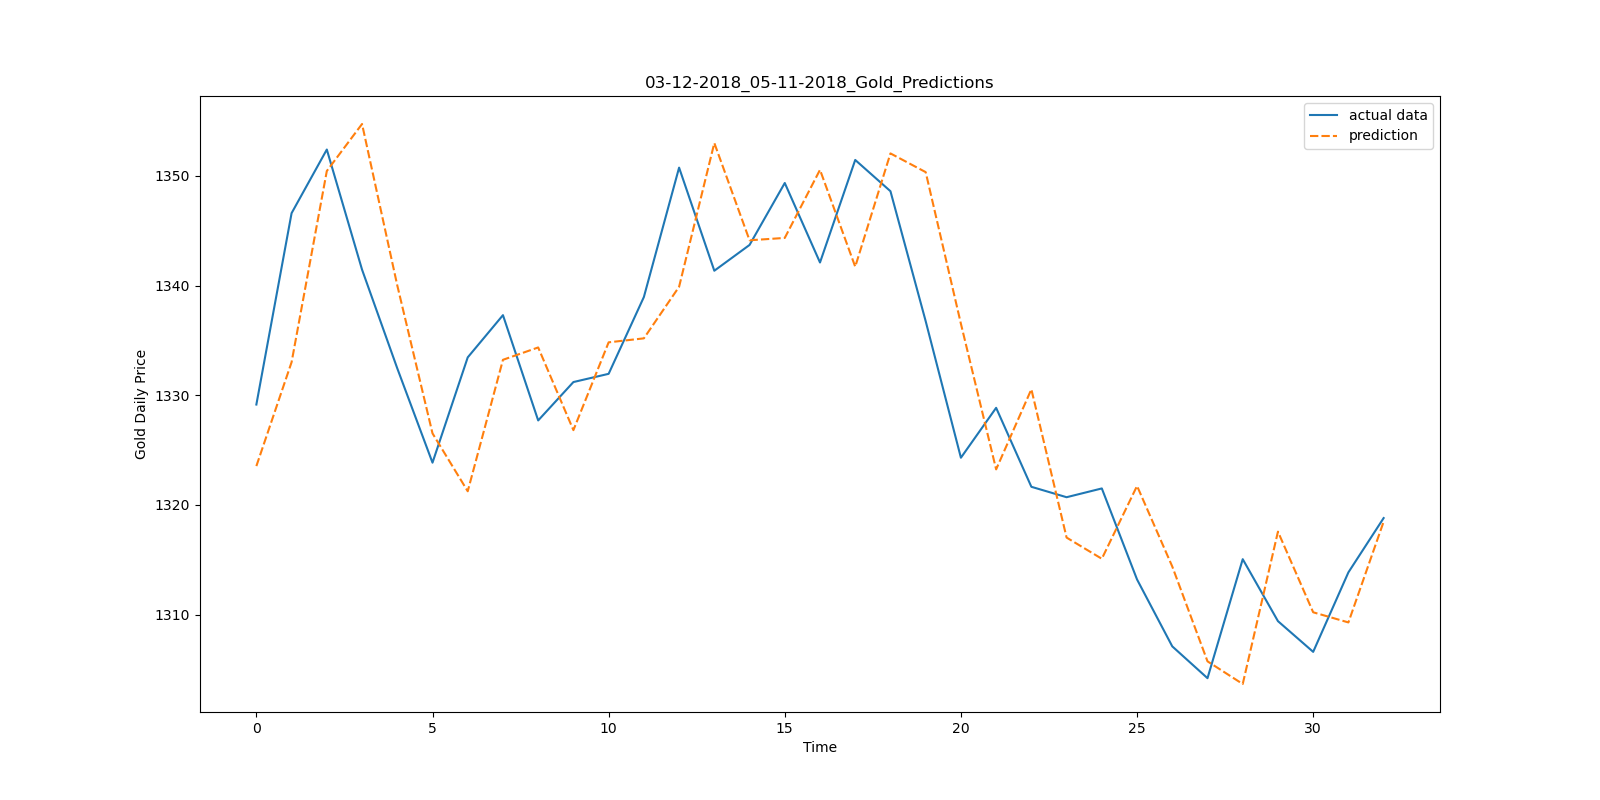 03-12-2018_05-11-2018_Gold_Predictions
actual data
prediction
Gold Daily Price
1350
1340
1330
1320
1310
0 5 10 15 20 25 30
Time